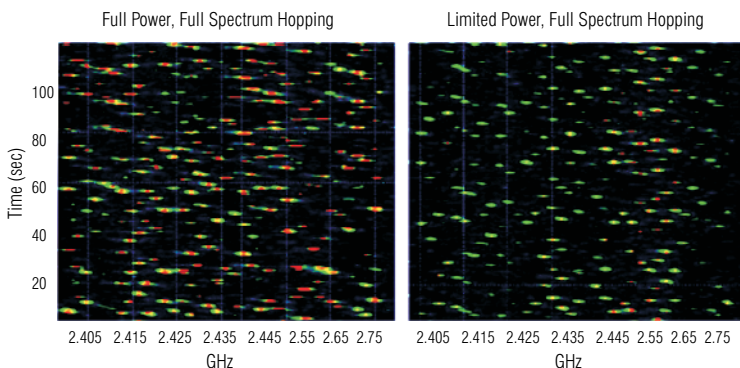 Full Power, Full Spectrum Hopping
Limited Power, Full Spectrum Hopping
Time (sec)
100
80
60
40
20
2.405 2.415 2.425 2.435 2.445 2.55 2.65 2.75
GHz
2.405 2.415 2.425 2.435 2.445 2.55 2.65 2.75
GHz